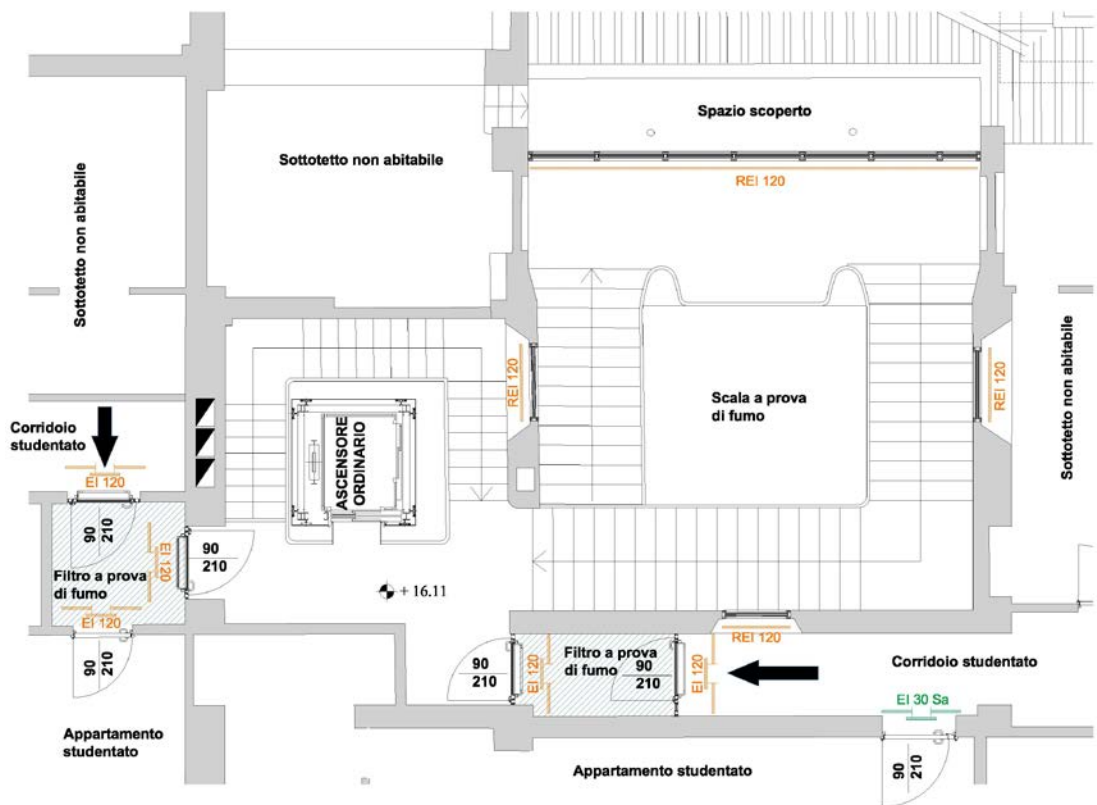 Spazio scoperto
Sottotetto non abitabile
REI 120
Sottotetto non abitabile
REI 120
REI 120
Scala a prova
di fumo
Sottotetto non abitabile
ASCENSORE
ORDINARIO
Corridoio
studentato
EI 120
90
210
EI 120
90
210
Filtro a prova
di fumo
EI 120
+ 16.11
90
210
REI 120
90
210
EI 120
Filtro a prova
di fumo
90
210
EI 120
Corridoio studentato
EI 30 Sa
Appartamento
studentato
Appartamento studentato
90
210